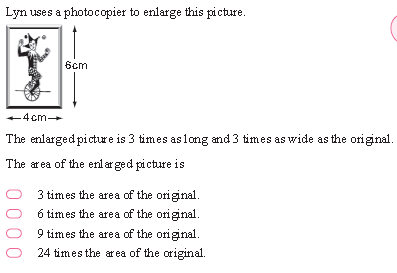 Lyn uses a photocopier to enlarge this picture.
6cm
4cm
The enlarged picture is 3 times as long and 3 times as wide as the original.
The area of the enlarged picture is
3 times the area of the original.
6 times the area of the original.
9 times the area of the original.
24 times the area of the original.